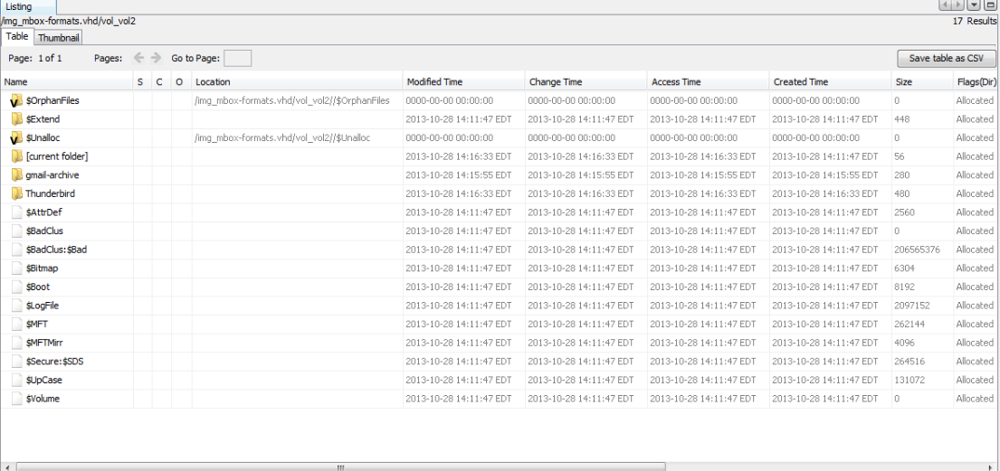 Listing
/img_mbox-formats.vhd/vol_vol2 17 Results
Table Thumbnail
Page: 1 of 1 Pages: Go to Page: Save table as CSV
Name S C O Location Modified Time Change Time Access Time Created Time Size Flags(Dir)
$OrphanFiles /img_mbox-formats.vhd/vol_vol2//$OrphanFiles 0000-00-00 00:00:00 0000-00-00 00:00:00 0000-00-00 00:00:00 0000-00-00 00:00:00 0 Allocated
$Extend 2013-10-28 14:11:47 EDT 2013-10-28 14:11:47 EDT 2013-10-28 14:11:47 EDT 2013-10-28 14:11:47 EDT 448 Allocated
$Unalloc /img_mbox-formats.vhd/vol_vol2//$Unalloc 0000-00-00 00:00:00 0000-00-00 00:00:00 0000-00-00 00:00:00 0000-00-00 00:00:00 0 Allocated
[current folder] 2013-10-28 14:16:33 EDT 2013-10-28 14:16:33 EDT 2013-10-28 14:16:33 EDT 2013-10-28 14:11:47 EDT 56 Allocated
gmail-archive 2013-10-28 14:15:55 EDT 2013-10-28 14:15:55 EDT 2013-10-28 14:15:55 EDT 2013-10-28 14:15:55 EDT 280 Allocated
Thunderbird 2013-10-28 14:16:33 EDT 2013-10-28 14:16:33 EDT 2013-10-28 14:16:33 EDT 2013-10-28 14:16:33 EDT 480 Allocated
$AttrDef 2013-10-28 14:11:47 EDT 2013-10-28 14:11:47 EDT 2013-10-28 14:11:47 EDT 2013-10-28 14:11:47 EDT 2560 Allocated
$BadClus 2013-10-28 14:11:47 EDT 2013-10-28 14:11:47 EDT 2013-10-28 14:11:47 EDT 2013-10-28 14:11:47 EDT 0 Allocated
$BadClus:$Bad 2013-10-28 14:11:47 EDT 2013-10-28 14:11:47 EDT 2013-10-28 14:11:47 EDT 2013-10-28 14:11:47 EDT 206565376 Allocated
$Bitmap 2013-10-28 14:11:47 EDT 2013-10-28 14:11:47 EDT 2013-10-28 14:11:47 EDT 2013-10-28 14:11:47 EDT 6304 Allocated
$Boot 2013-10-28 14:11:47 EDT 2013-10-28 14:11:47 EDT 2013-10-28 14:11:47 EDT 2013-10-28 14:11:47 EDT 8192 Allocated
$LogFile 2013-10-28 14:11:47 EDT 2013-10-28 14:11:47 EDT 2013-10-28 14:11:47 EDT 2013-10-28 14:11:47 EDT 2097152 Allocated
$MFT 2013-10-28 14:11:47 EDT 2013-10-28 14:11:47 EDT 2013-10-28 14:11:47 EDT 2013-10-28 14:11:47 EDT 262144 Allocated
$MFTMirr 2013-10-28 14:11:47 EDT 2013-10-28 14:11:47 EDT 2013-10-28 14:11:47 EDT 2013-10-28 14:11:47 EDT 4096 Allocated
$Secure:$SDS 2013-10-28 14:11:47 EDT 2013-10-28 14:11:47 EDT 2013-10-28 14:11:47 EDT 2013-10-28 14:11:47 EDT 264516 Allocated
$UpCase 2013-10-28 14:11:47 EDT 2013-10-28 14:11:47 EDT 2013-10-28 14:11:47 EDT 2013-10-28 14:11:47 EDT 131072 Allocated
$Volume 2013-10-28 14:11:47 EDT 2013-10-28 14:11:47 EDT 2013-10-28 14:11:47 EDT 2013-10-28 14:11:47 EDT 0 Allocated